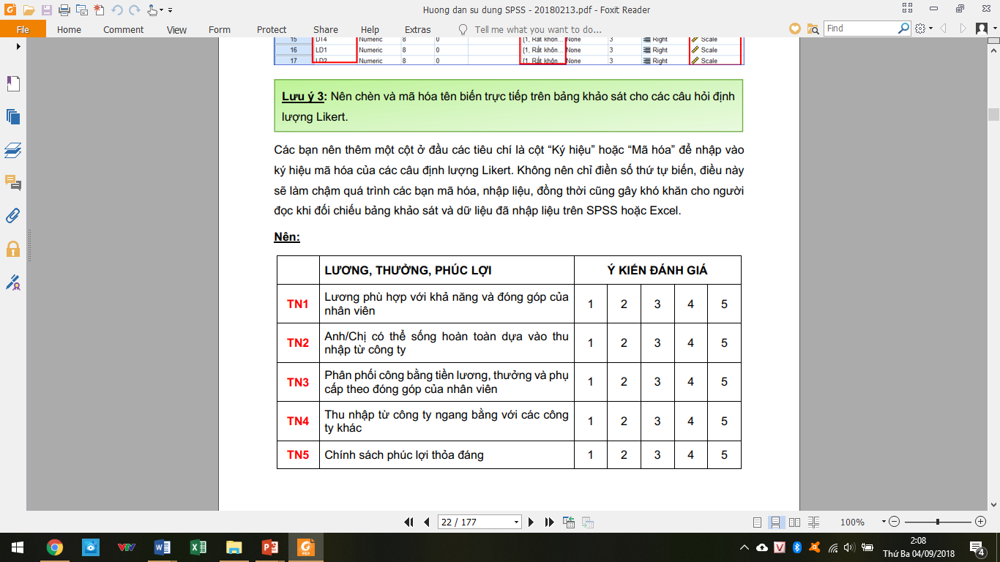 Huong dan su dung SPSS - 20180213.pdf - Foxit Reader
File Home Comment View Form Protect Share Help Extras Tell me what you want to do... Find
15 DT4 Numeric 8 0 {1, Rất khôn... None 3 Right Scale
16 LD1 Numeric 8 0 {1, Rất khôn... None 3 Right Scale
17 LD2 Numeric 8 0 {1, Rất khôn... None 3 Right Scale
Lưu ý 3: Nên chèn và mã hóa tên biến trực tiếp trên bảng khảo sát cho các câu hỏi định
lượng Likert.
Các bạn nên thêm một cột ở đầu các tiêu chí là cột “Ký hiệu” hoặc “Mã hóa” để nhập vào
ký hiệu mã hóa của các câu định lượng Likert. Không nên chỉ điền số thứ tự biến, điều này
sẽ làm chậm quá trình các bạn mã hóa, nhập liệu, đồng thời cũng gây khó khăn cho người
đọc khi đối chiếu bảng khảo sát và dữ liệu đã nhập liệu trên SPSS hoặc Excel.
Nên:
LƯƠNG, THƯỞNG, PHÚC LỢI Ý KIẾN ĐÁNH GIÁ
TN1 Lương phù hợp với khả năng và đóng góp của
nhân viên 1 2 3 4 5
TN2 Anh/Chị có thể sống hoàn toàn dựa vào thu
nhập từ công ty 1 2 3 4 5
TN3 Phân phối công bằng tiền lương, thưởng và phụ
cấp theo đóng góp của nhân viên 1 2 3 4 5
TN4 Thu nhập từ công ty ngang bằng với các công
ty khác 1 2 3 4 5
TN5 Chính sách phúc lợi thỏa đáng 1 2 3 4 5
22 / 177 100%
VTV PDF V 2:08
Thứ Ba 04/09/2018 4